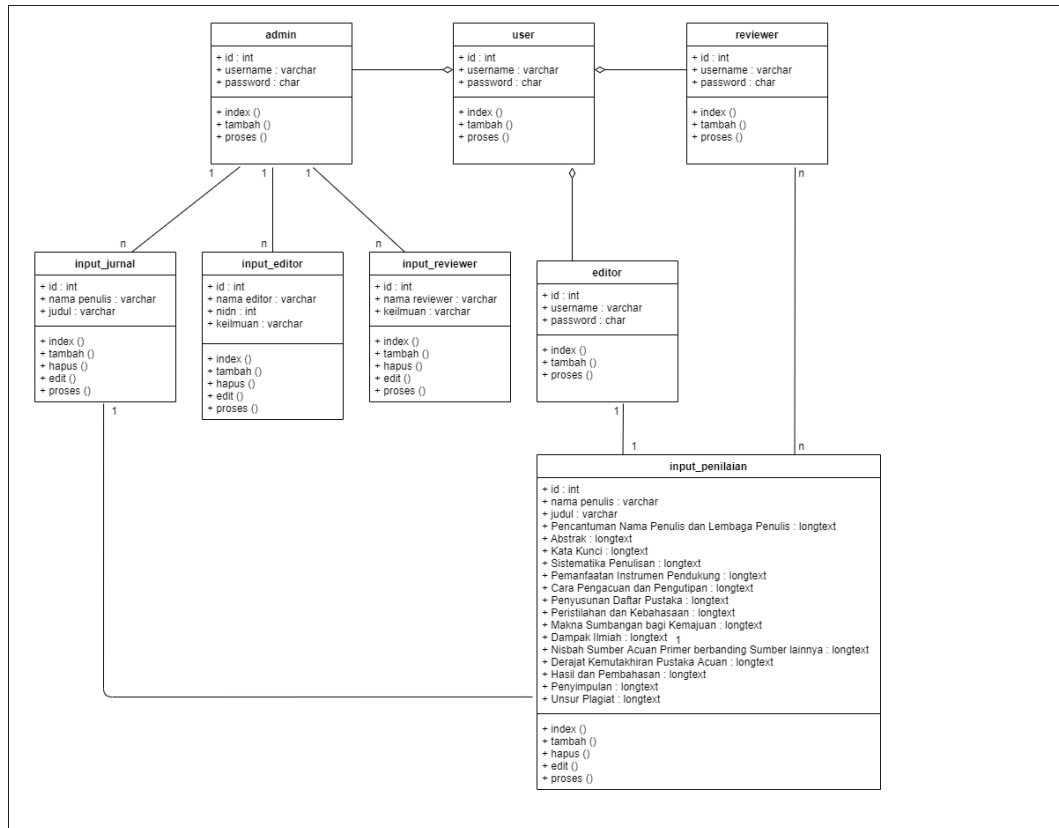 admin
+ id : int
+ username : varchar
+ password : char
+ index ()
+ tambah ()
+ proses ()
user
+ id : int
+ username : varchar
+ password : char
+ index ()
+ tambah ()
+ proses ()
reviewer
+ id : int
+ username : varchar
+ password : char
+ index ()
+ tambah ()
+ proses ()
1
1
1
n
n
n
n
input_jurnal
+ id : int
+ nama penulis : varchar
+ judul : varchar
+ index ()
+ tambah ()
+ hapus ()
+ edit ()
+ proses ()
1
input_editor
+ id : int
+ nama editor : varchar
+ nidn : int
+ keilmuan : varchar
+ index ()
+ tambah ()
+ hapus ()
+ edit ()
+ proses ()
input_reviewer
+ id : int
+ nama reviewer : varchar
+ keilmuan : varchar
+ index ()
+ tambah ()
+ hapus ()
+ edit ()
+ proses ()
editor
+ id : int
+ username : varchar
+ password : char
+ index ()
+ tambah ()
+ proses ()
1
1
n
input_penilaian
+ id : int
+ nama penulis : varchar
+ judul : varchar
+ Pencantuman Nama Penulis dan Lembaga Penulis : longtext
+ Abstrak : longtext
+ Kata Kunci : longtext
+ Sistematika Penulisan : longtext
+ Pemanfaatan Instrumen Pendukung : longtext
+ Cara Pengacuan dan Pengutipan : longtext
+ Penyusunan Daftar Pustaka : longtext
+ Peristilahan dan Kebahasaan : longtext
+ Makna Sumbangan bagi Kemajuan : longtext
+ Dampak Ilmiah : longtext 1
+ Nisbah Sumber Acuan Primer berbanding Sumber lainnya : longtext
+ Derajat Kemutakhiran Pustaka Acuan : longtext
+ Hasil dan Pembahasan : longtext
+ Penyimpulan : longtext
+ Unsur Plagiat : longtext
+ index ()
+ tambah ()
+ hapus ()
+ edit ()
+ proses ()